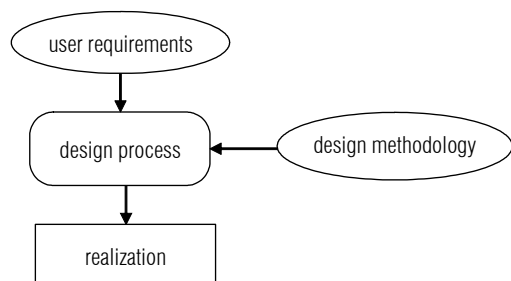 user requirements
design process
design methodology
realization